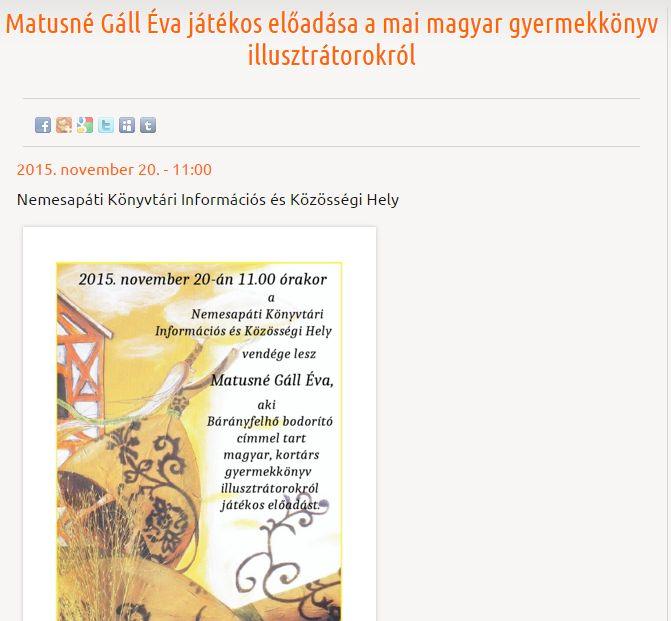 Matusné Gáll Éva játékos előadása a mai magyar gyermekkönyv
illusztrátorokról
2015. november 20. - 11:00
Nemesapáti Könyvtári Információs és Közösségi Hely
2015. november 20-án 11.00 órakor
a
Nemesapáti Könyvtári
Információs és Közösségi Hely
vendége lesz
Matusné Gáll Éva,
aki
Bárányfelhő bodorító
címmel tart
magyar, kortárs
gyermekkönyv
illusztrátorokról
játékos előadást.